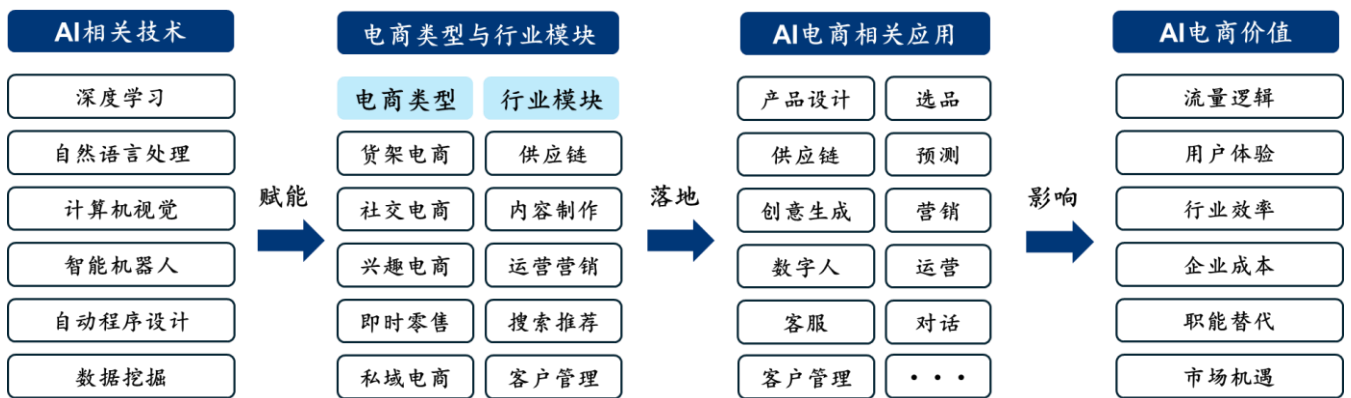 AI相关技术
深度学习
自然语言处理
计算机视觉
智能机器人
自动程序设计
数据挖掘
赋能
电商类型与行业模块
电商类型 行业模块
货架电商 供应链
社交电商 内容制作
兴趣电商 运营营销
即时零售 搜索推荐
私域电商 客户管理
落地
AI电商相关应用
产品设计 选品
供应链 预测
创意生成 营销
数字人 运营
客服 对话
客户管理 ···
影响
AI电商价值
流量逻辑
用户体验
行业效率
企业成本
职能替代
市场机遇